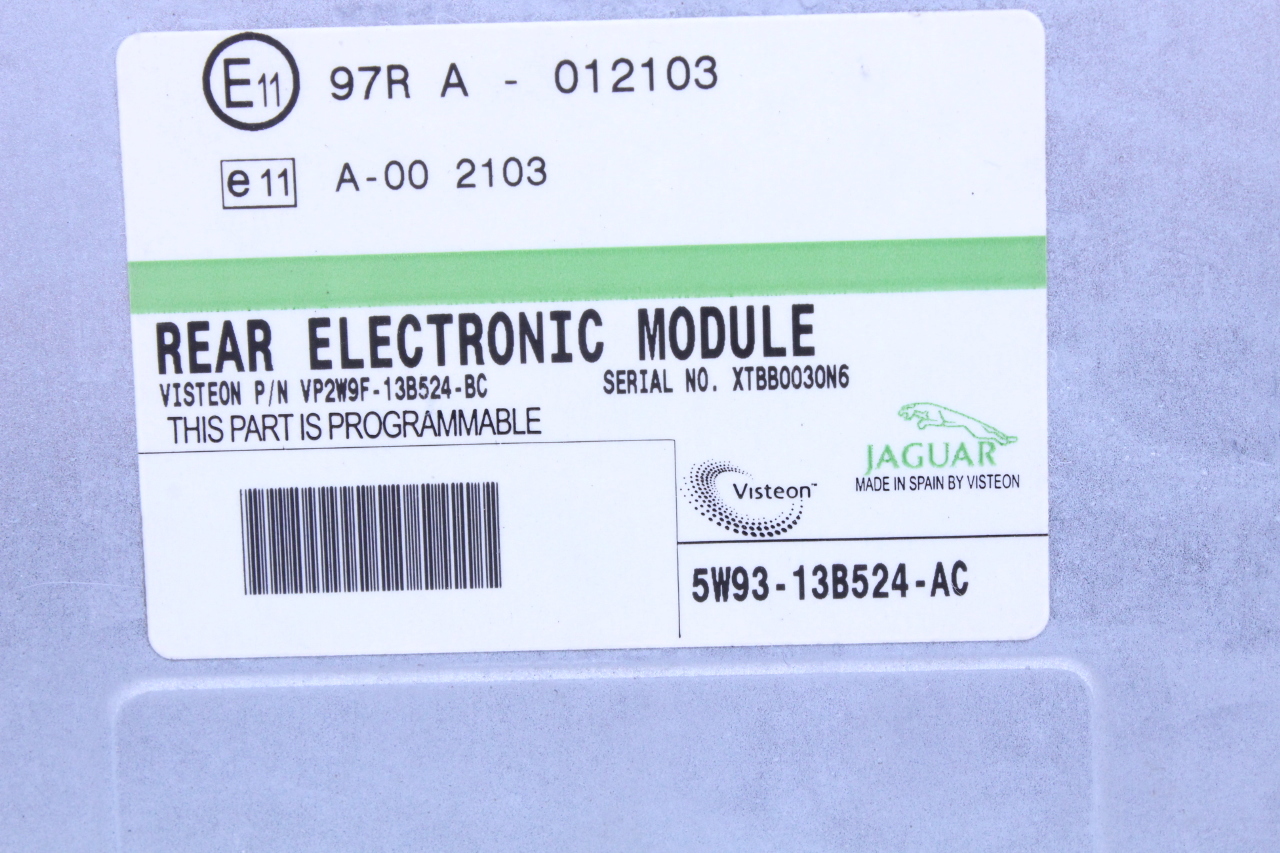 E11 97R A - 012103
e11 A-00 2103
REAR ELECTRONIC MODULE
VISTEON P/N VP2W9F-13B524-BC SERIAL NO. XTBB0030N6
THIS PART IS PROGRAMMABLE
JAGUAR
Visteon™
MADE IN SPAIN BY VISTEON
5W93-13B524-AC